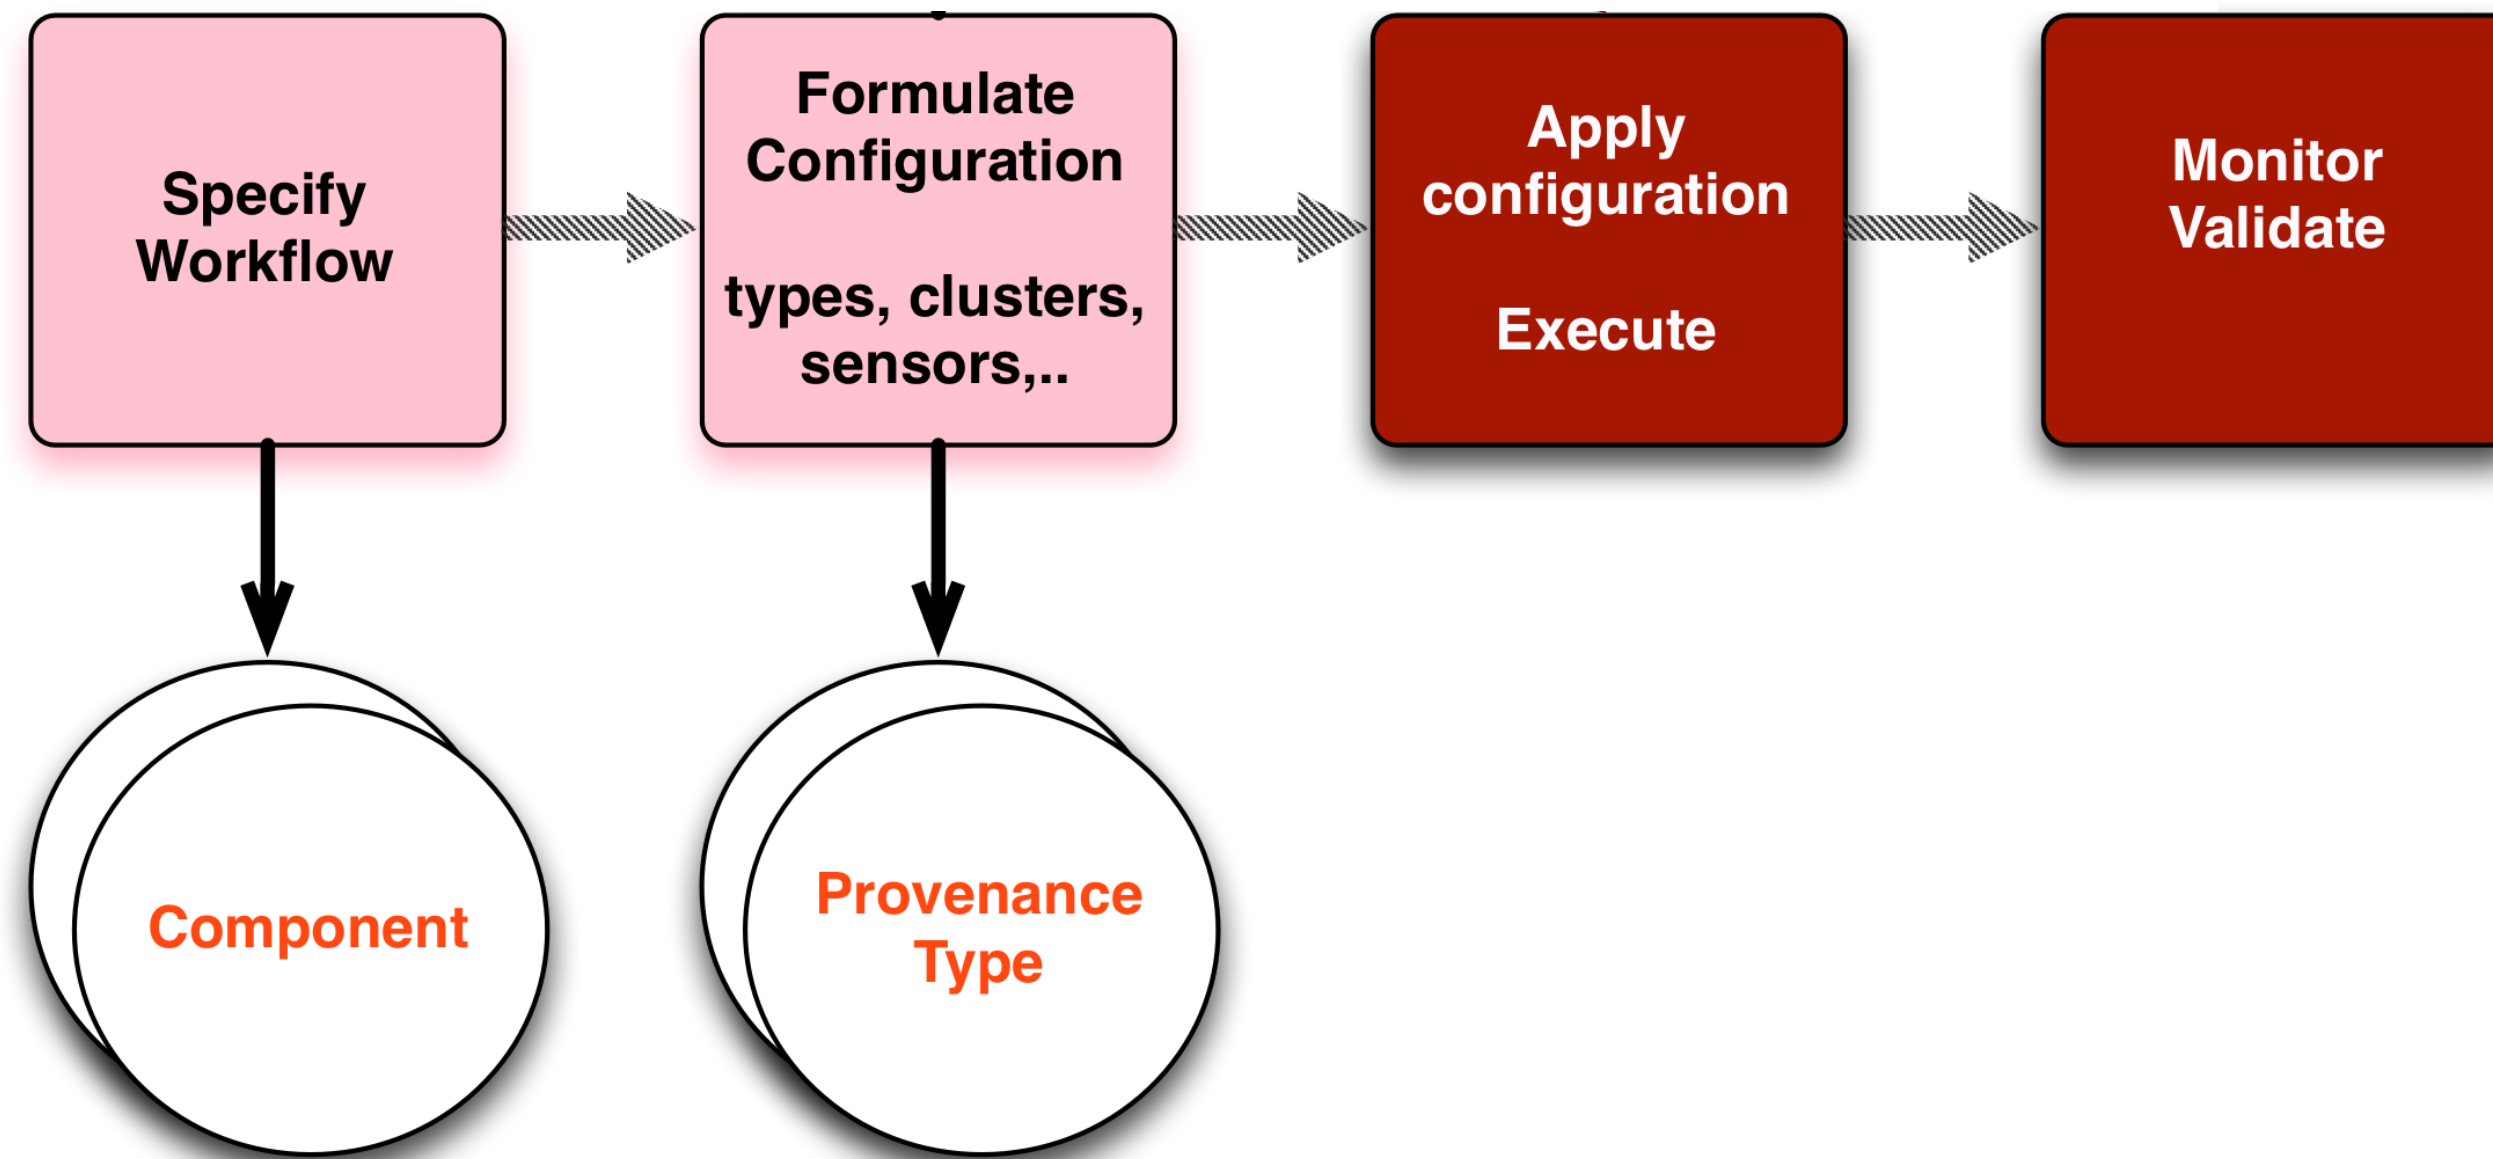 Specify
Workflow
Formulate
Configuration
types, clusters,
sensors,..
Apply
configuration
Execute
Monitor
Validate
Component
Provenance
Type